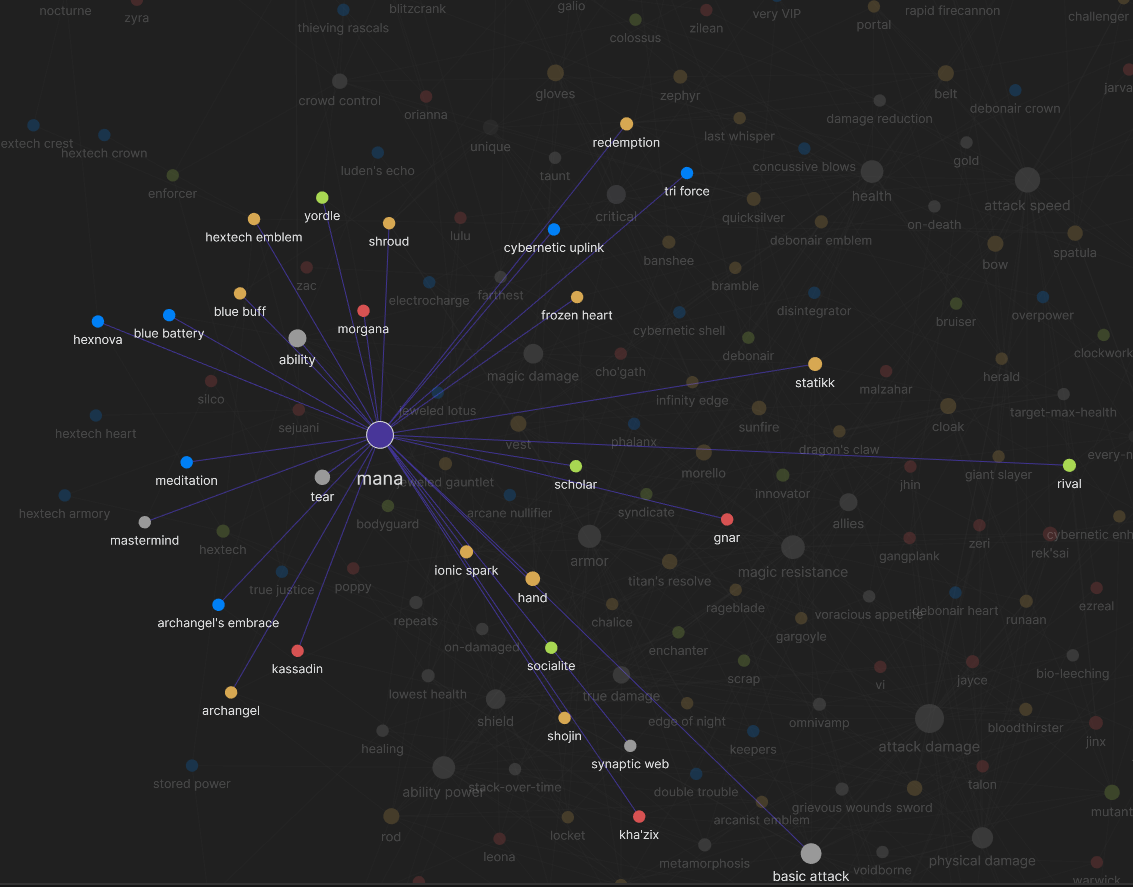 nocturne
zyra
thieving rascals
blitzcrank
galio
colossus
zilean
very VIP
portal
rapid firecannon
challenger
crowd control
orianna
gloves
zephyr
belt
debonair crown
jarva
damage reduction
extech crest
hextech crown
unique
redemption
last whisper
gold
luden's echo
taunt
concussive blows
enforcer
tri force
health
attack speed
yordle
critical
quicksilver
on-death
hextech emblem
shroud
lulu
cybernetic uplink
debonair emblem
spatula
banshee
bow
zac
electrocharge
farthest
bramble
blue buff
morgana
frozen heart
disintegrator
bruiser
overpower
hexnova
blue battery
cybernetic shell
ability
magic damage
cho'gath
debonair
clockwork
statikk
malzahar
herald
silco
jeweled lotus
infinity edge
target-max-health
sejuani
sunfire
cloak
hextech heart
vest
phalanx
dragon's claw
every-n
meditation
mana
jeweled gauntlet
scholar
morello
jhin
giant slayer
rival
tear
innovator
hextech armory
arcane nullifier
syndicate
allies
mastermind
bodyguard
gnar
zeri
cybernetic enh
hextech
gangplank
rek'sai
ionic spark
armor
magic resistance
true justice
poppy
hand
titan's resolve
rageblade
voracious appetite
debonair heart
runaan
ezreal
archangel's embrace
repeats
chalice
gargoyle
on-damaged
enchanter
kassadin
socialite
scrap
vi
jayce
bio-leeching
lowest health
true damage
archangel
shield
edge of night
omnivamp
bloodthirster
healing
shojin
keepers
attack damage
jinx
synaptic web
stored power
ability power
stack-over-time
double trouble
talon
grievous wounds
sword
mutant
rod
locket
kha'zix
arcanist emblem
leona
metamorphosis
basic attack
voidborne
physical damage
warwick